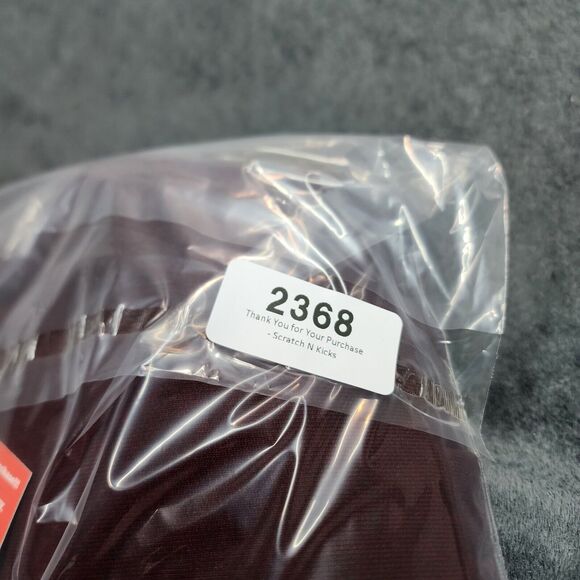 2368
Thank You for Your Purchase
- Scratch N Kicks